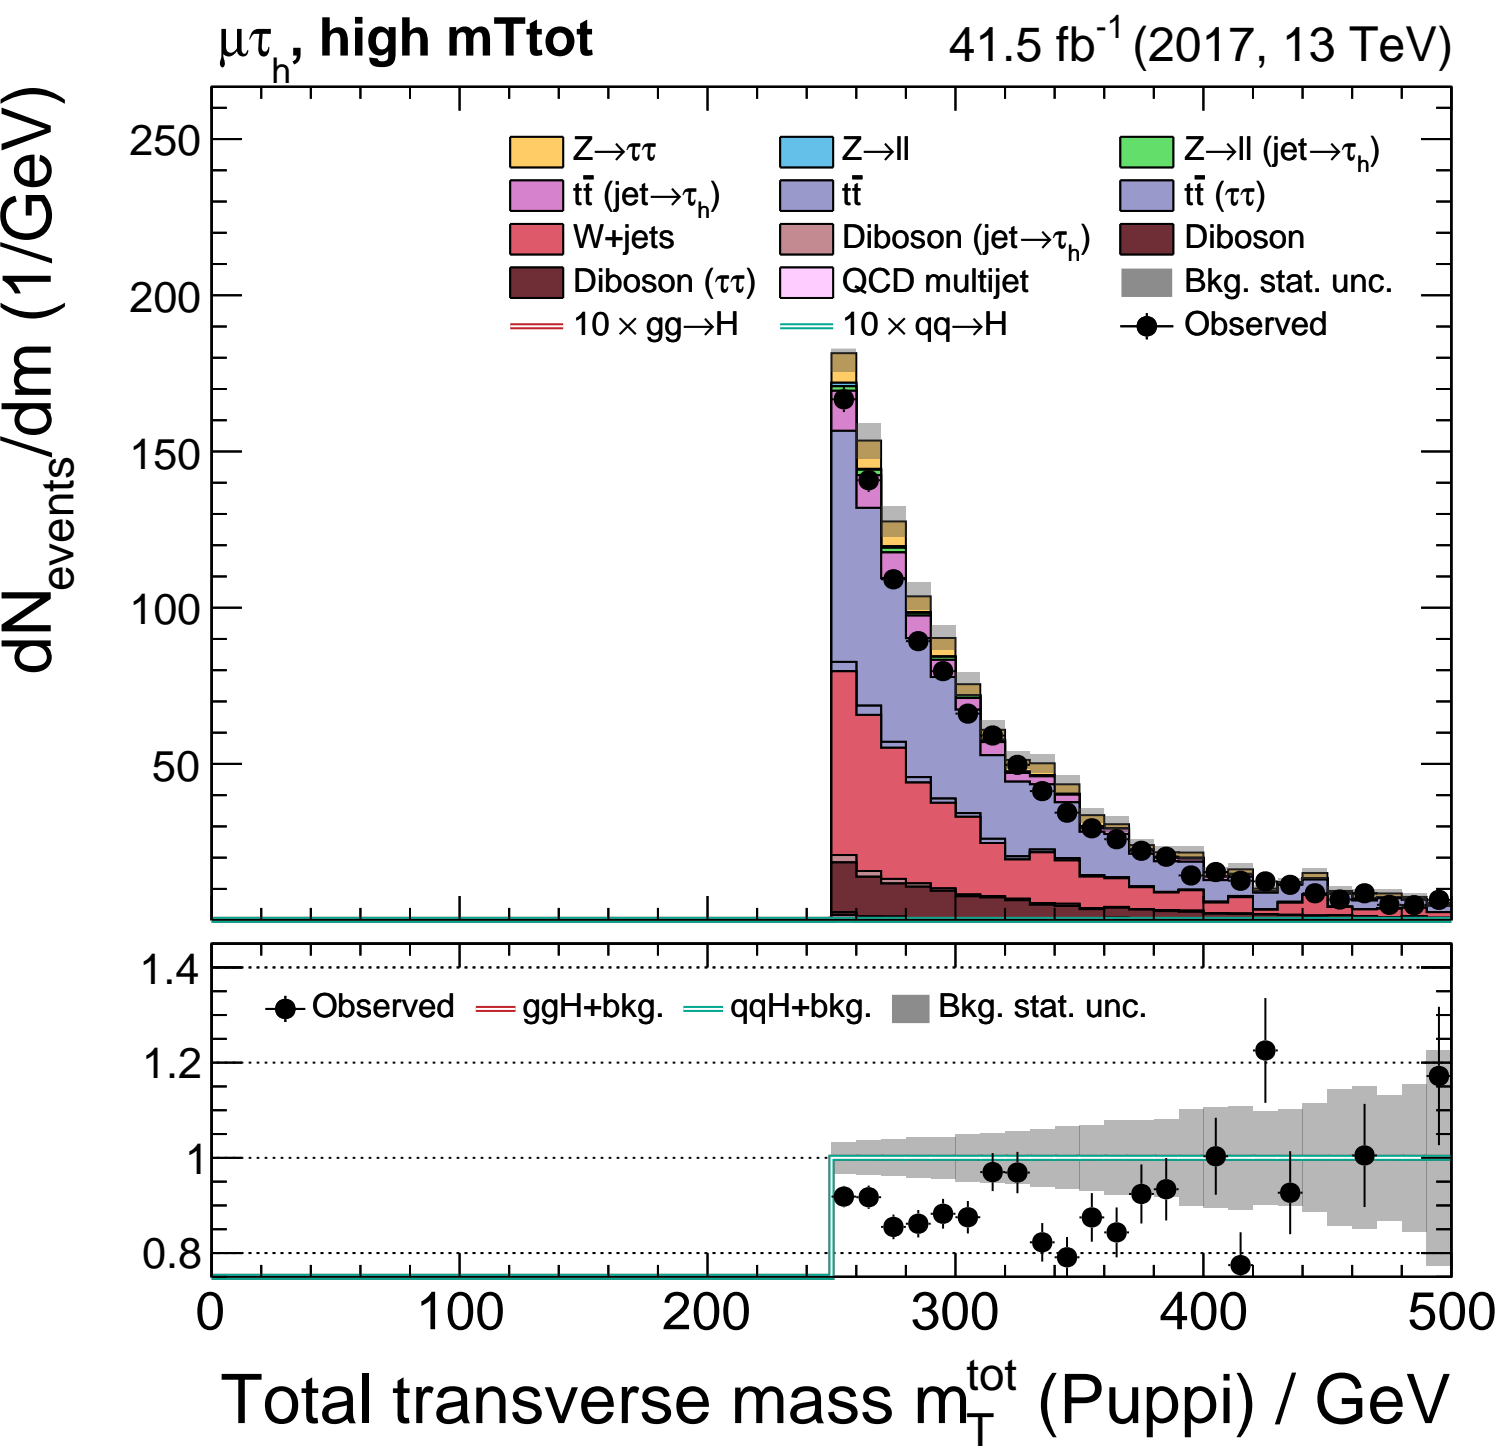 μτh, high mTtot 41.5 fb-1 (2017, 13 TeV)
dNevents/dm (1/GeV)
250
200
150
100
50
Z→ττ Z→ll Z→ll (jet→τh)
tt̄ (jet→τh) tt̄ tt̄ (ττ)
W+jets Diboson (jet→τh) Diboson
Diboson (ττ) QCD multijet Bkg. stat. unc.
10 × gg→H 10 × qq→H Observed
1.4
1.2
1
0.8
Observed ggH+bkg. qqH+bkg. Bkg. stat. unc.
0 100 200 300 400 500
Total transverse mass mTtot (Puppi) / GeV